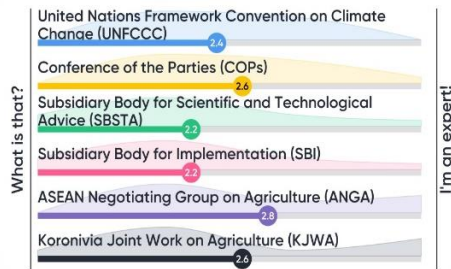 What is that?
United Nations Framework Convention on Climate
Change (UNFCCC)
2.4
Conference of the Parties (COPs)
2.6
Subsidiary Body for Scientific and Technological
Advice (SBSTA)
2.2
Subsidiary Body for Implementation (SBI)
2.2
ASEAN Negotiating Group on Agriculture (ANGA)
2.8
Koronivia Joint Work on Agriculture (KJWA)
2.6
I'm an expert!